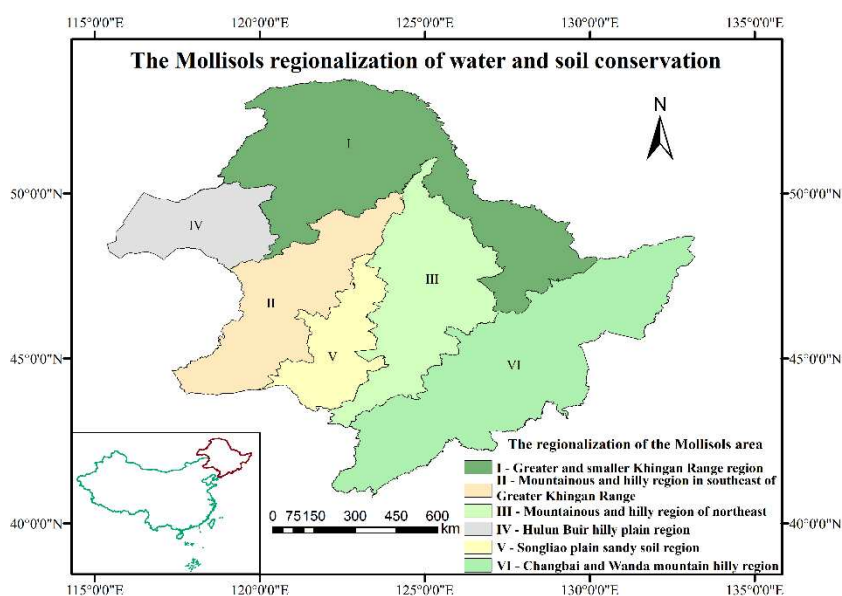 115°0'0"E 120°0'0"E 125°0'0"E 130°0'0"E 135°0'0"E
The Mollisols regionalization of water and soil conservation
N
I
50°0'0"N 50°0'0"N
IV
III
II
45°0'0"N 45°0'0"N
V
VI
The regionalization of the Mollisols area
I - Greater and smaller Khingan Range region
II - Mountainous and hilly region in southeast of
Greater Khingan Range
III - Mountainous and hilly region of northeast
IV - Hulun Buir hilly plain region
V - Songliao plain sandy soil region
VI - Changbai and Wanda mountain hilly region
0 75 150 300 450 600
km
40°0'0"N 40°0'0"N
115°0'0"E 120°0'0"E 125°0'0"E 130°0'0"E 135°0'0"E